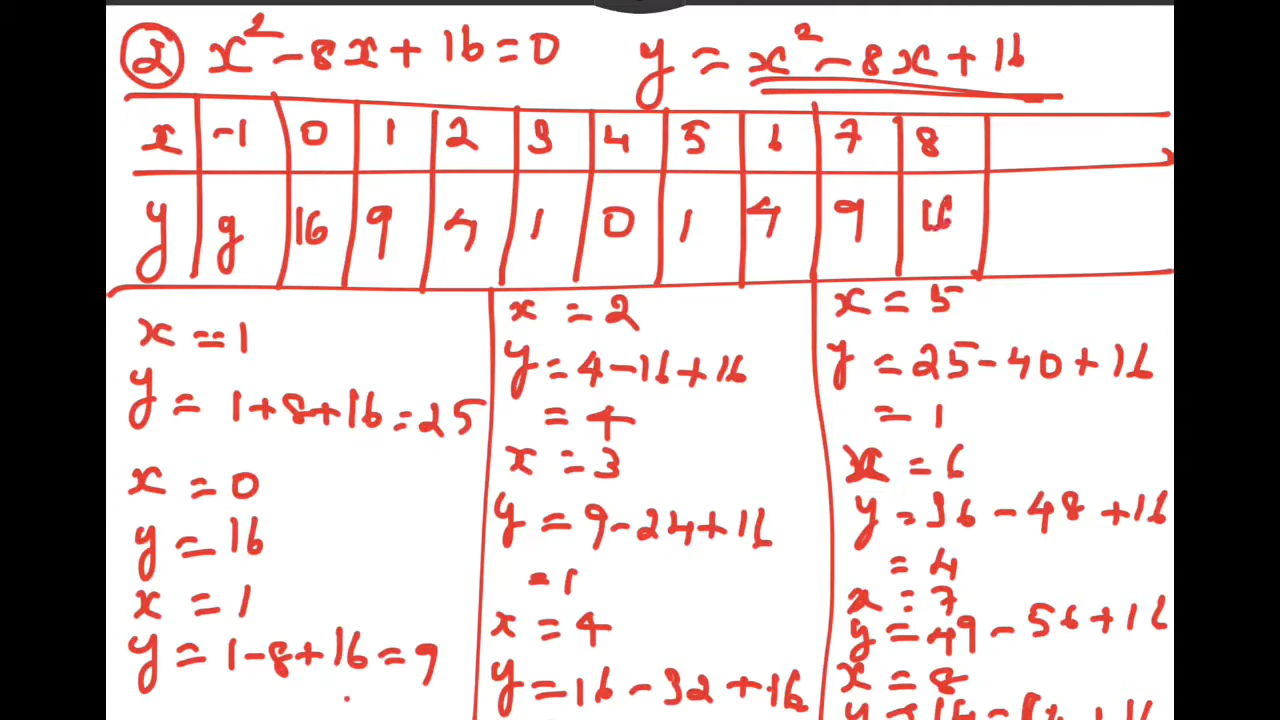 ② x² - 8x + 16 = 0 y = x² - 8x + 16
x -1 0 1 2 3 4 5 6 7 8
y 9 16 9 4 1 0 1 4 9 16
x = 1
y = 1 + 8 + 16 = 25
x = 0
y = 16
x = 1
y = 1 - 8 + 16 = 9
x = 2
y = 4 - 16 + 16
= 4
x = 3
y = 9 - 24 + 16
= 1
x = 4
y = 16 - 32 + 16
x = 5
y = 25 - 40 + 16
= 1
x = 6
y = 36 - 48 + 16
= 4
x = 7
y = 49 - 56 + 16
x = 8